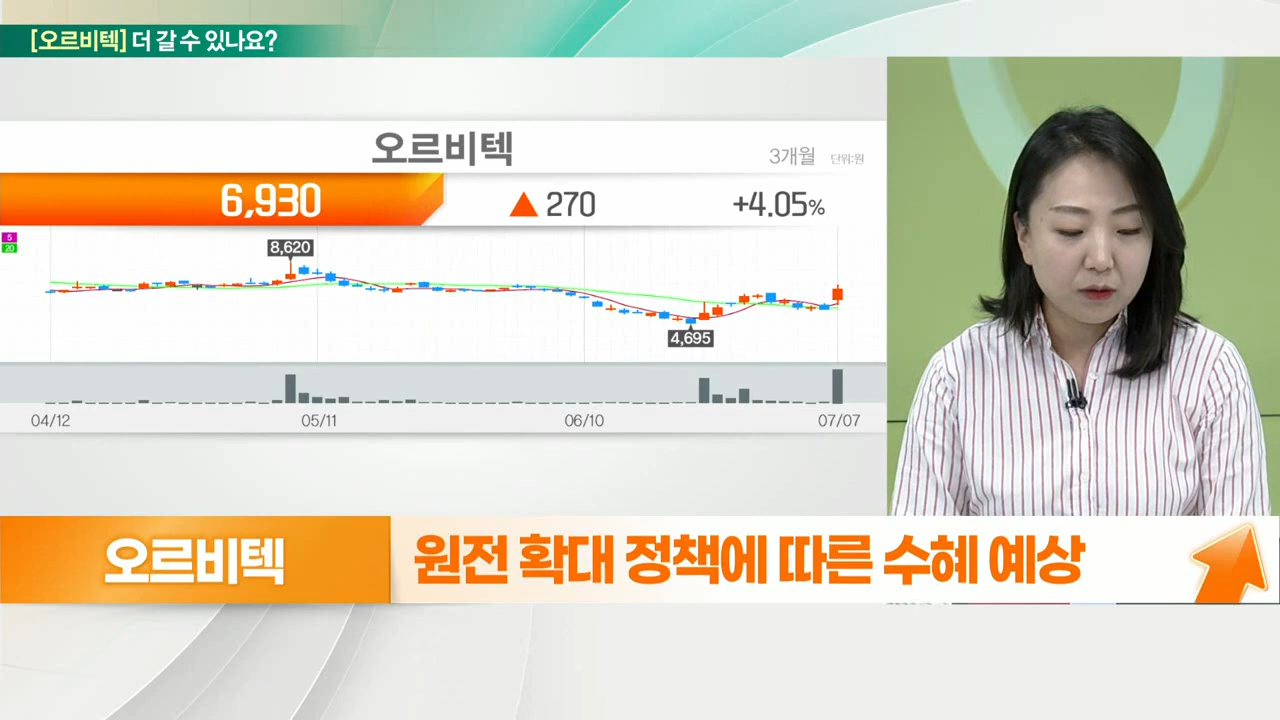 [오르비텍] 더 갈 수 있나요?
오르비텍
3개월 단위:원
6,930 ▲ 270 +4.05%
5
20
8,620
4,695
04/12 05/11 06/10 07/07
오르비텍 원전 확대 정책에 따른 수혜 예상